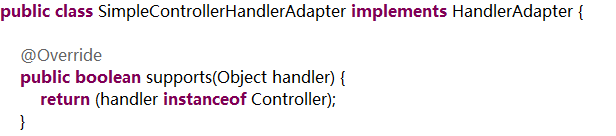 public class SimpleControllerHandlerAdapter implements HandlerAdapter {
@Override
public boolean supports(Object handler) {
return (handler instanceof Controller);
}